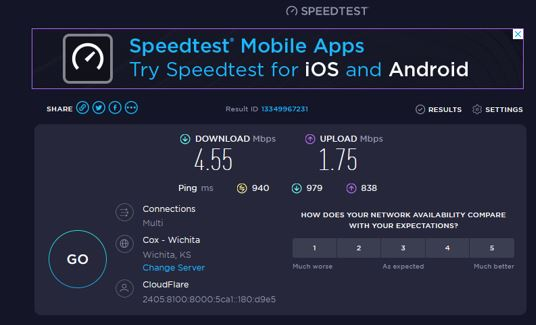 SPEEDTEST
Speedtest® Mobile Apps
Try Speedtest for iOS and Android
SHARE
Result ID 13349967231
RESULTS
SETTINGS
DOWNLOAD Mbps
UPLOAD Mbps
4.55
1.75
Ping ms
940
979
838
Connections
Multi
Cox - Wichita
Wichita, KS
Change Server
CloudFlare
2405:8100:8000:5ca1::180:d9e5
GO
HOW DOES YOUR NETWORK AVAILABILITY COMPARE
WITH YOUR EXPECTATIONS?
1 2 3 4 5
Much worse As expected Much better